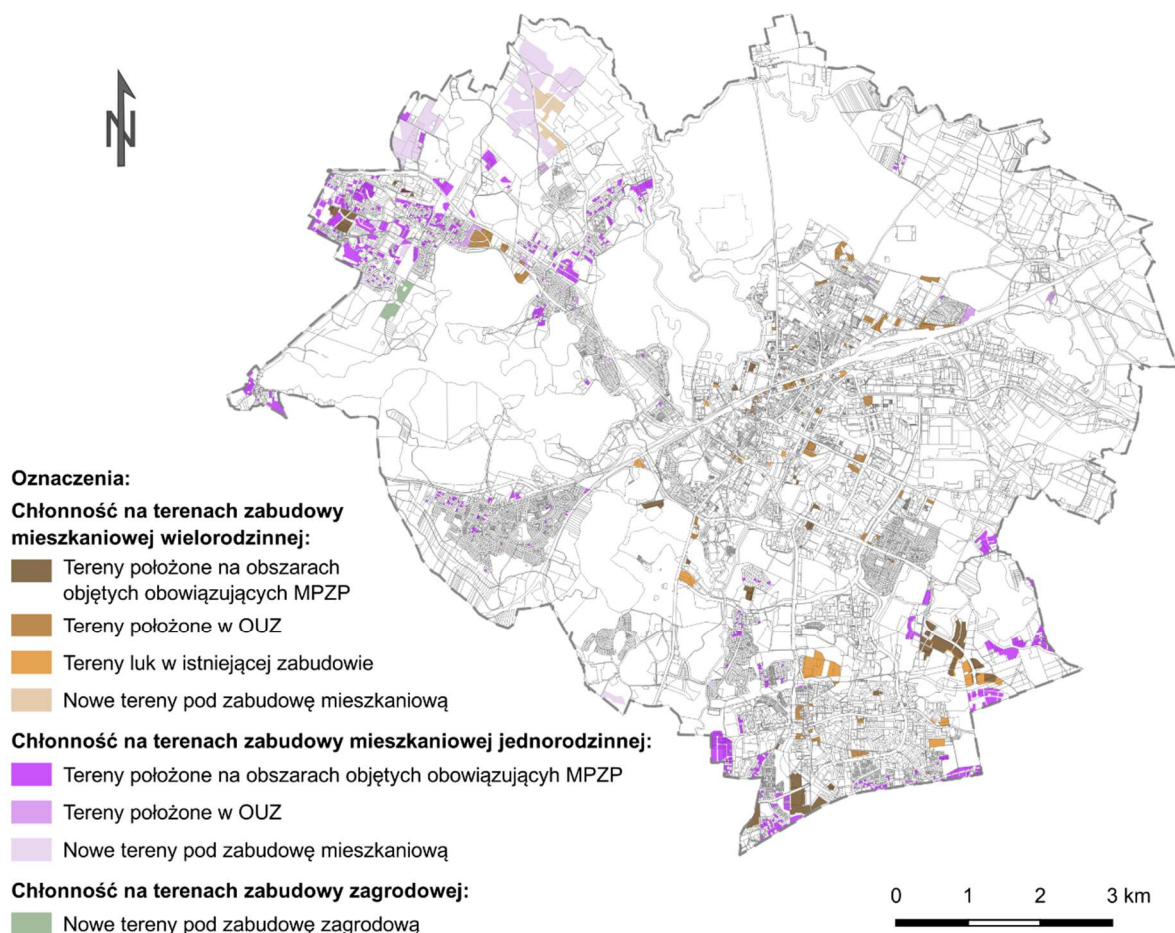 N
Oznaczenia:
Chłonność na terenach zabudowy
mieszkaniowej wielorodzinnej:
Tereny położone na obszarach
objętych obowiązujących MPZP
Tereny położone w OUZ
Tereny luk w istniejącej zabudowie
Nowe tereny pod zabudowę mieszkaniową
Chłonność na terenach zabudowy mieszkaniowej jednorodzinnej:
Tereny położone na obszarach objętych obowiązującyh MPZP
Tereny położone w OUZ
Nowe tereny pod zabudowę mieszkaniową
Chłonność na terenach zabudowy zagrodowej:
Nowe tereny pod zabudowę zagrodową
0 1 2 3 km